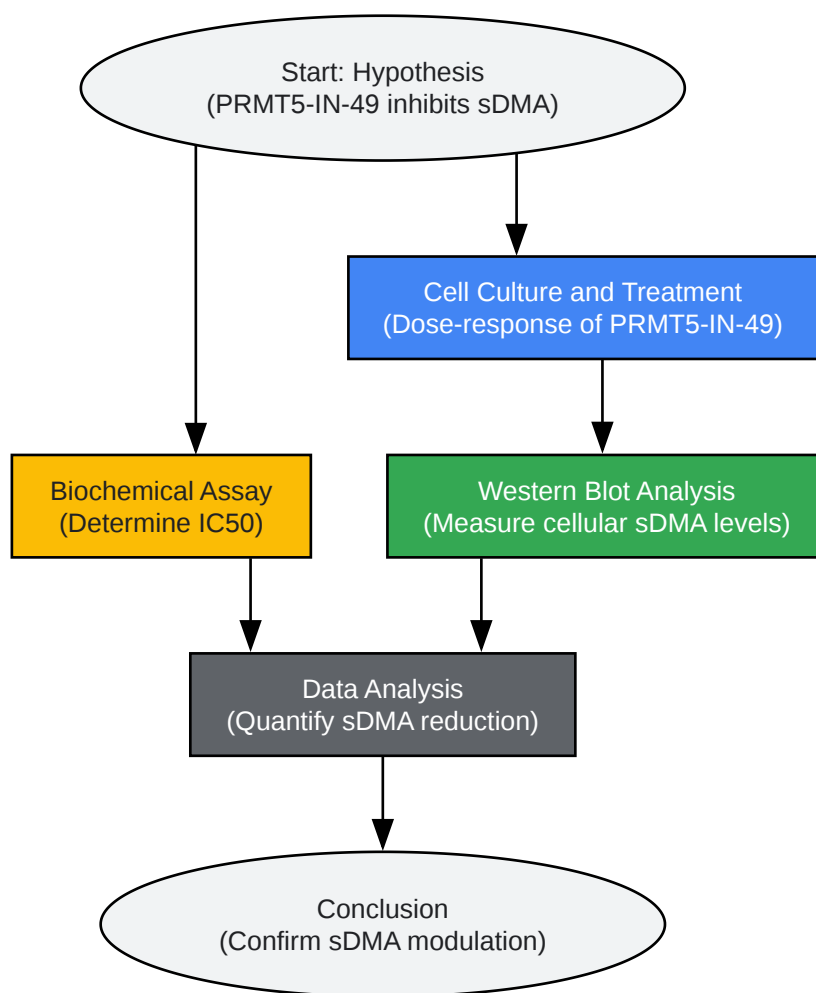 Start: Hypothesis
(PRMT5-IN-49 inhibits sDMA)
Cell Culture and Treatment
(Dose-response of PRMT5-IN-49)
Biochemical Assay
(Determine IC50)
Western Blot Analysis
(Measure cellular sDMA levels)
Data Analysis
(Quantify sDMA reduction)
Conclusion
(Confirm sDMA modulation)